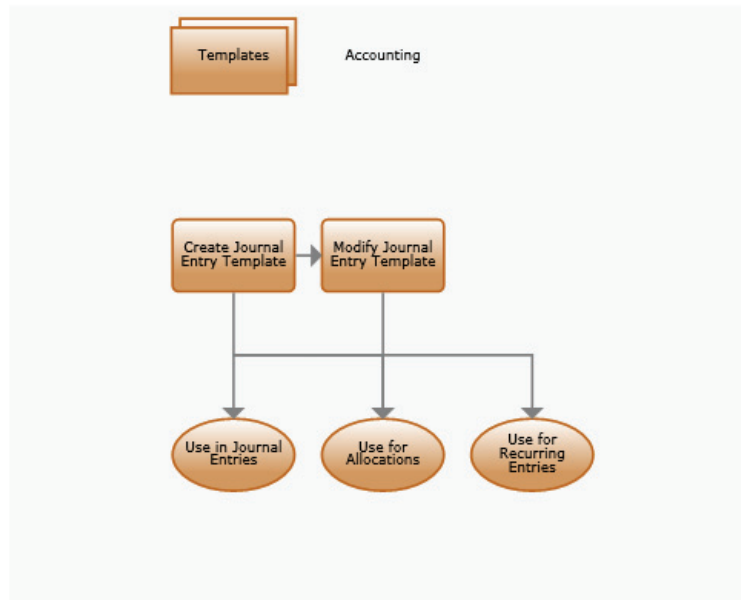 Templates
Accounting
Create Journal
Entry Template
Modify Journal
Entry Template
Use in Journal
Entries
Use for
Allocations
Use for
Recurring
Entries